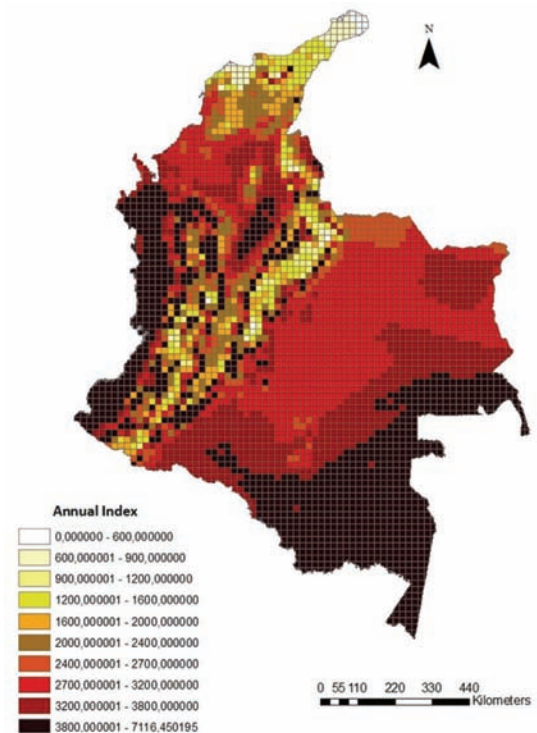 N
Annual Index
0,000000 - 600,000000
600,000001 - 900,000000
900,000001 - 1200,000000
1200,000001 - 1600,000000
1600,000001 - 2000,000000
2000,000001 - 2400,000000
2400,000001 - 2700,000000
2700,000001 - 3200,000000
3200,000001 - 3800,000000
3800,000001 - 7116,450195
0 55 110 220 330 440
Kilometers